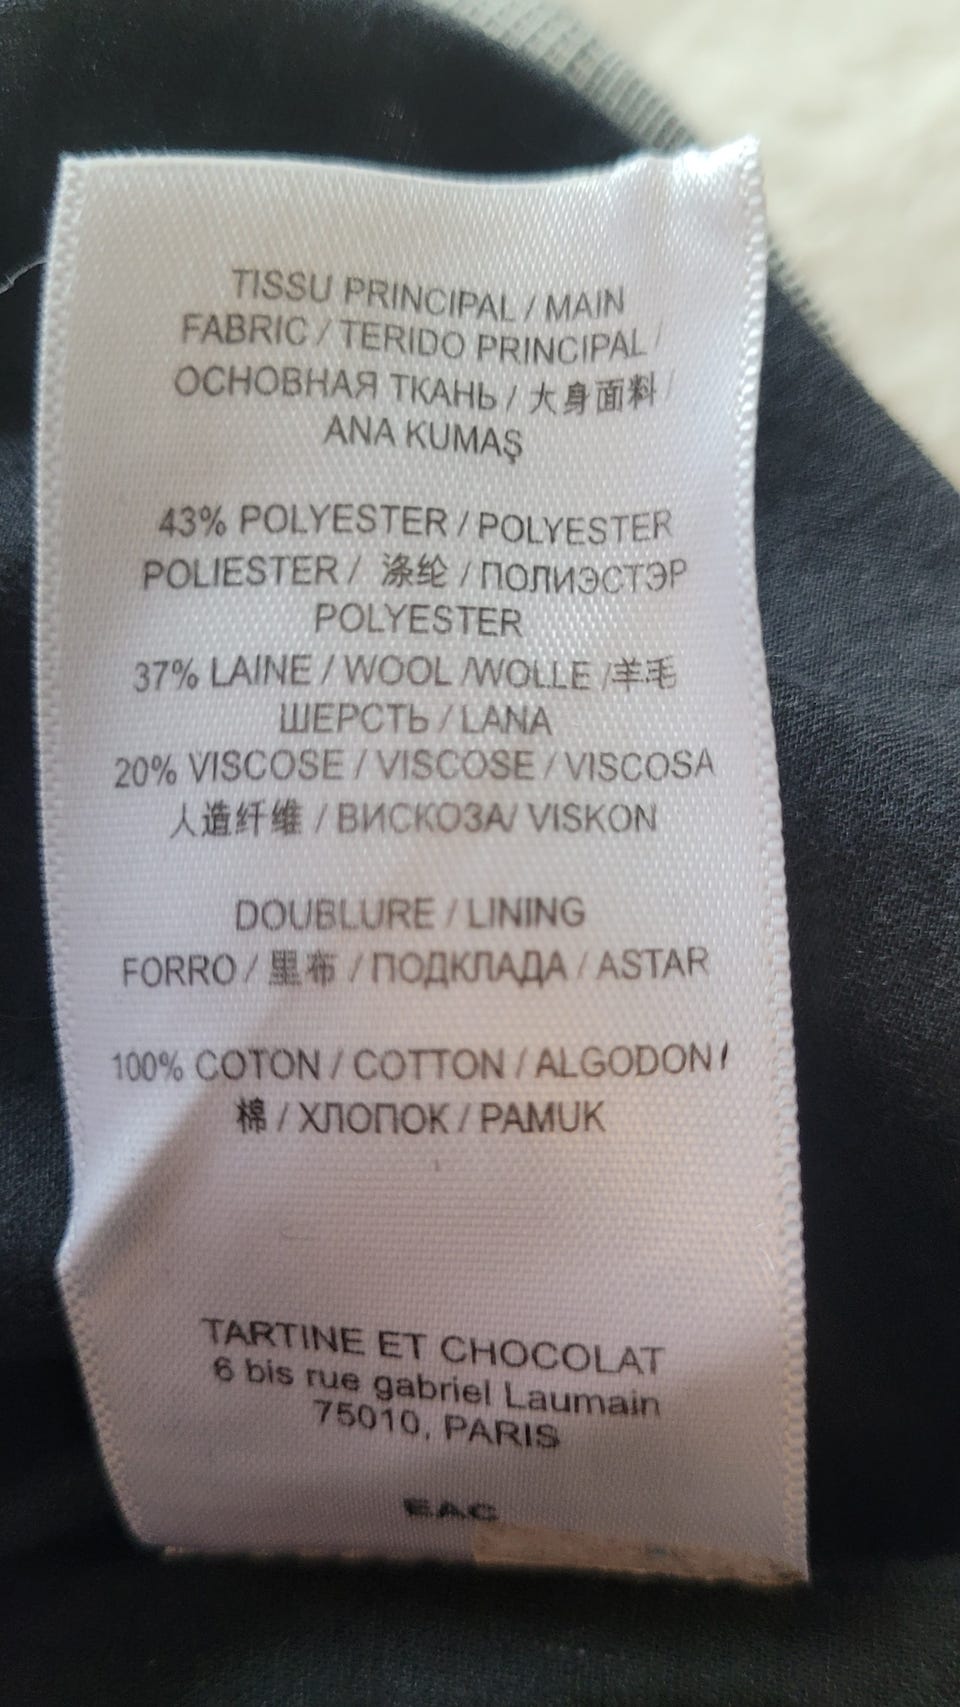 TISSU PRINCIPAL / MAIN
FABRIC / TERIDO PRINCIPAL /
ОСНОВНАЯ ТКАНЬ / 大身面料 /
ANA KUMAŞ
43% POLYESTER / POLYESTER
POLIESTER / 涤纶 / ПОЛИЭСТЭР
POLYESTER
37% LAINE / WOOL /WOLLE /羊毛
ШЕРСТЬ / LANA
20% VISCOSE / VISCOSE / VISCOSA
人造纤维 / ВИСКОЗА/ VISKON
DOUBLURE / LINING
FORRO / 里布 / ПОДКЛАДА / ASTAR
100% COTON / COTTON / ALGODON /
棉 / ХЛОПОК / PAMUK
TARTINE ET CHOCOLAT
6 bis rue gabriel Laumain
75010, PARIS
EAC